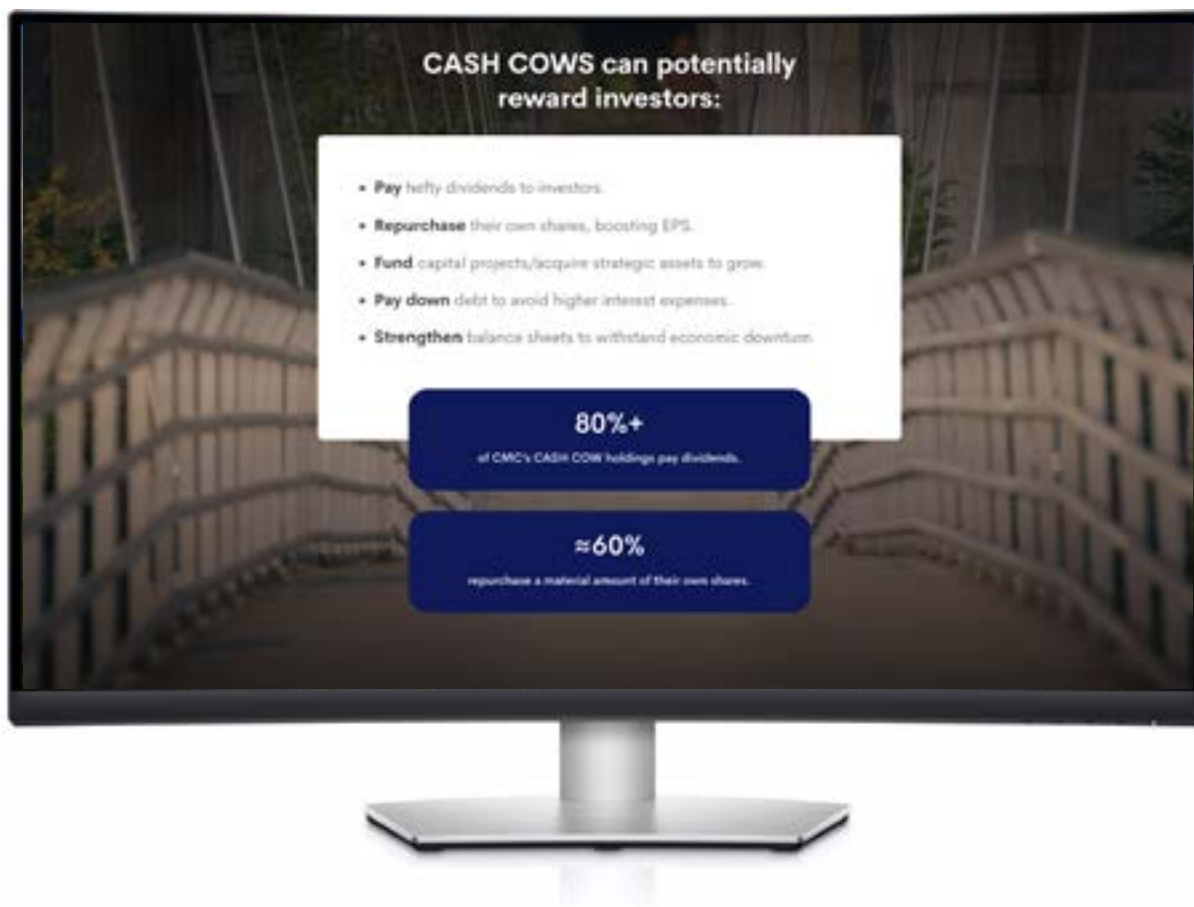 CASH COWS can potentially
reward investors:
• Pay hefty dividends to investors.
• Repurchase their own shares, boosting EPS.
• Fund capital projects/acquire strategic assets to grow.
• Pay down debt to avoid higher interest expenses.
• Strengthen balance sheets to withstand economic downturn.
80%+
of CMC's CASH COW holdings pay dividends.
≈60%
repurchase a material amount of their own shares.